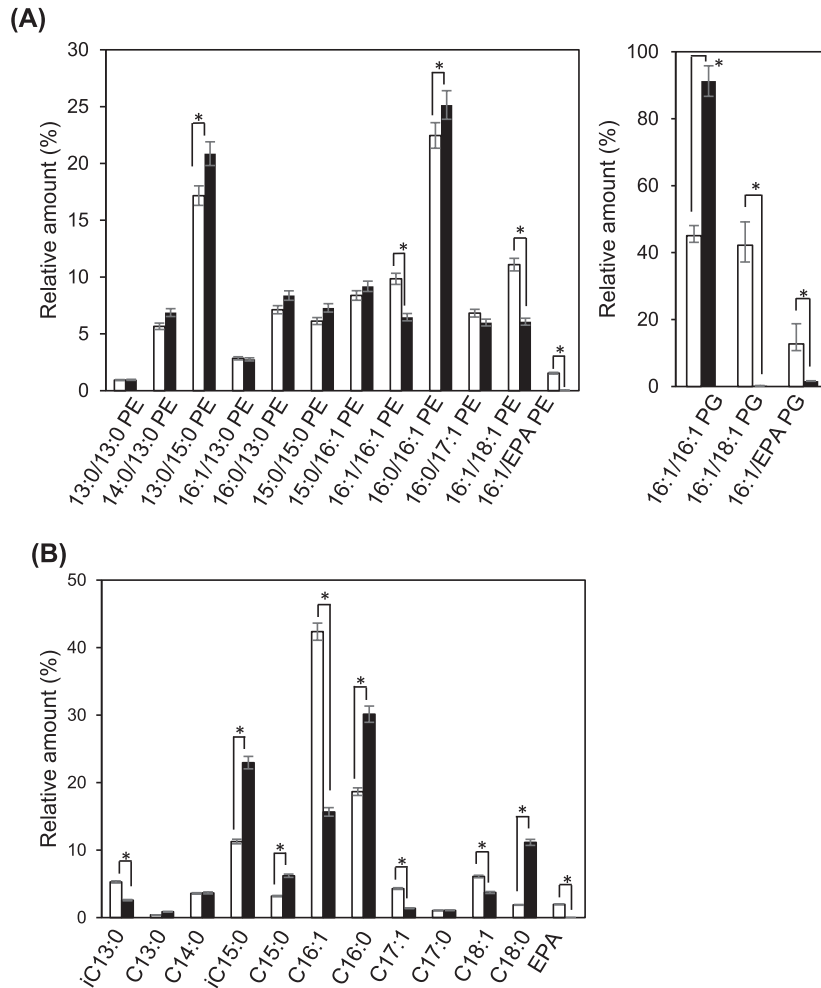 (A)
Relative amount (%)
30
25
20
15
10
5
0
* * * * * *
13:0/13:0 PE
14:0/13:0 PE
13:0/15:0 PE
16:1/13:0 PE
16:0/13:0 PE
15:0/15:0 PE
15:0/16:1 PE
16:1/16:1 PE
16:0/16:1 PE
16:0/17:1 PE
16:1/18:1 PE
16:1/EPA PE
Relative amount (%)
100
80
60
40
20
0
* * *
16:1/16:1 PG
16:1/18:1 PG
16:1/EPA PG
(B)
Relative amount (%)
50
40
30
20
10
0
* * * * * * * * *
iC13:0
C13:0
C14:0
iC15:0
C15:0
C16:1
C16:0
C17:1
C17:0
C18:1
C18:0
EPA